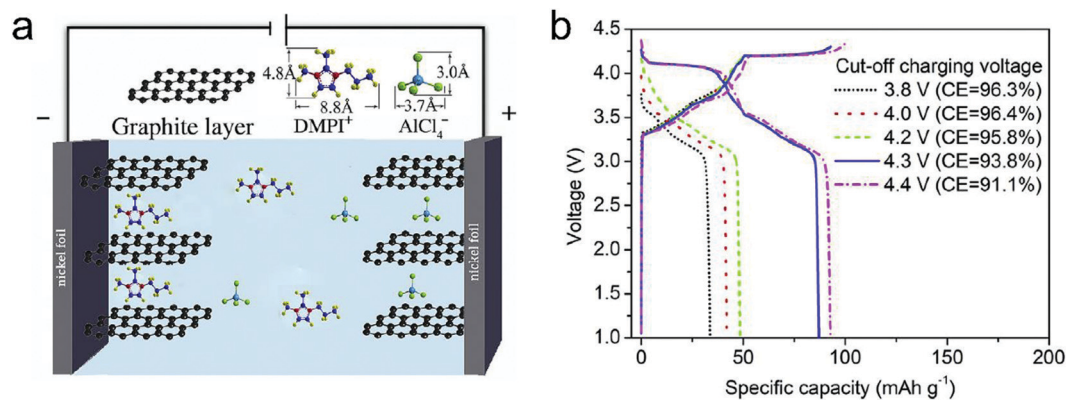 a
4.8Å
8.8Å
3.0Å
3.7Å
−
Graphite layer
DMPI⁺
AlCl₄⁻
+
nickel foil
nickel foil
b
Voltage (V)
4.5
4.0
3.5
3.0
2.5
2.0
1.5
1.0
Cut-off charging voltage
3.8 V (CE=96.3%)
4.0 V (CE=96.4%)
4.2 V (CE=95.8%)
4.3 V (CE=93.8%)
4.4 V (CE=91.1%)
0
50
100
150
200
Specific capacity (mAh g⁻¹)